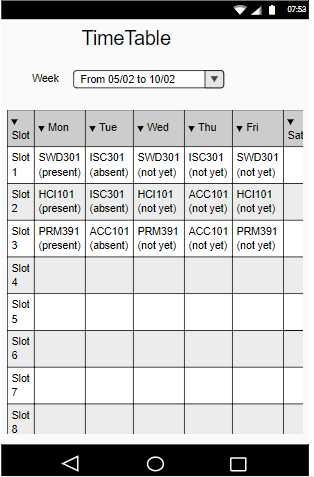 07:53
TimeTable
Week From 05/02 to 10/02
▼ ▼ Mon ▼ Tue ▼ Wed ▼ Thu ▼ Fri ▼
Slot Sat
Slot SWD301 ISC301 SWD301 ISC301 SWD301
1 (present) (absent) (not yet) (not yet) (not yet)
Slot HCI101 ISC301 HCI101 ACC101 HCI101
2 (present) (absent) (not yet) (not yet) (not yet)
Slot PRM391 ACC101 PRM391 ACC101 PRM391
3 (present) (absent) (not yet) (not yet) (not yet)
Slot
4
Slot
5
Slot
6
Slot
7
Slot
8